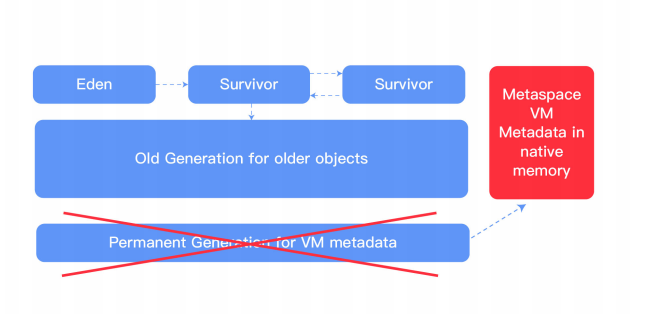 Eden
Survivor
Survivor
Metaspace
VM
Metadata in
native
memory
Old Generation for older objects
Permanent Generation for VM metadata